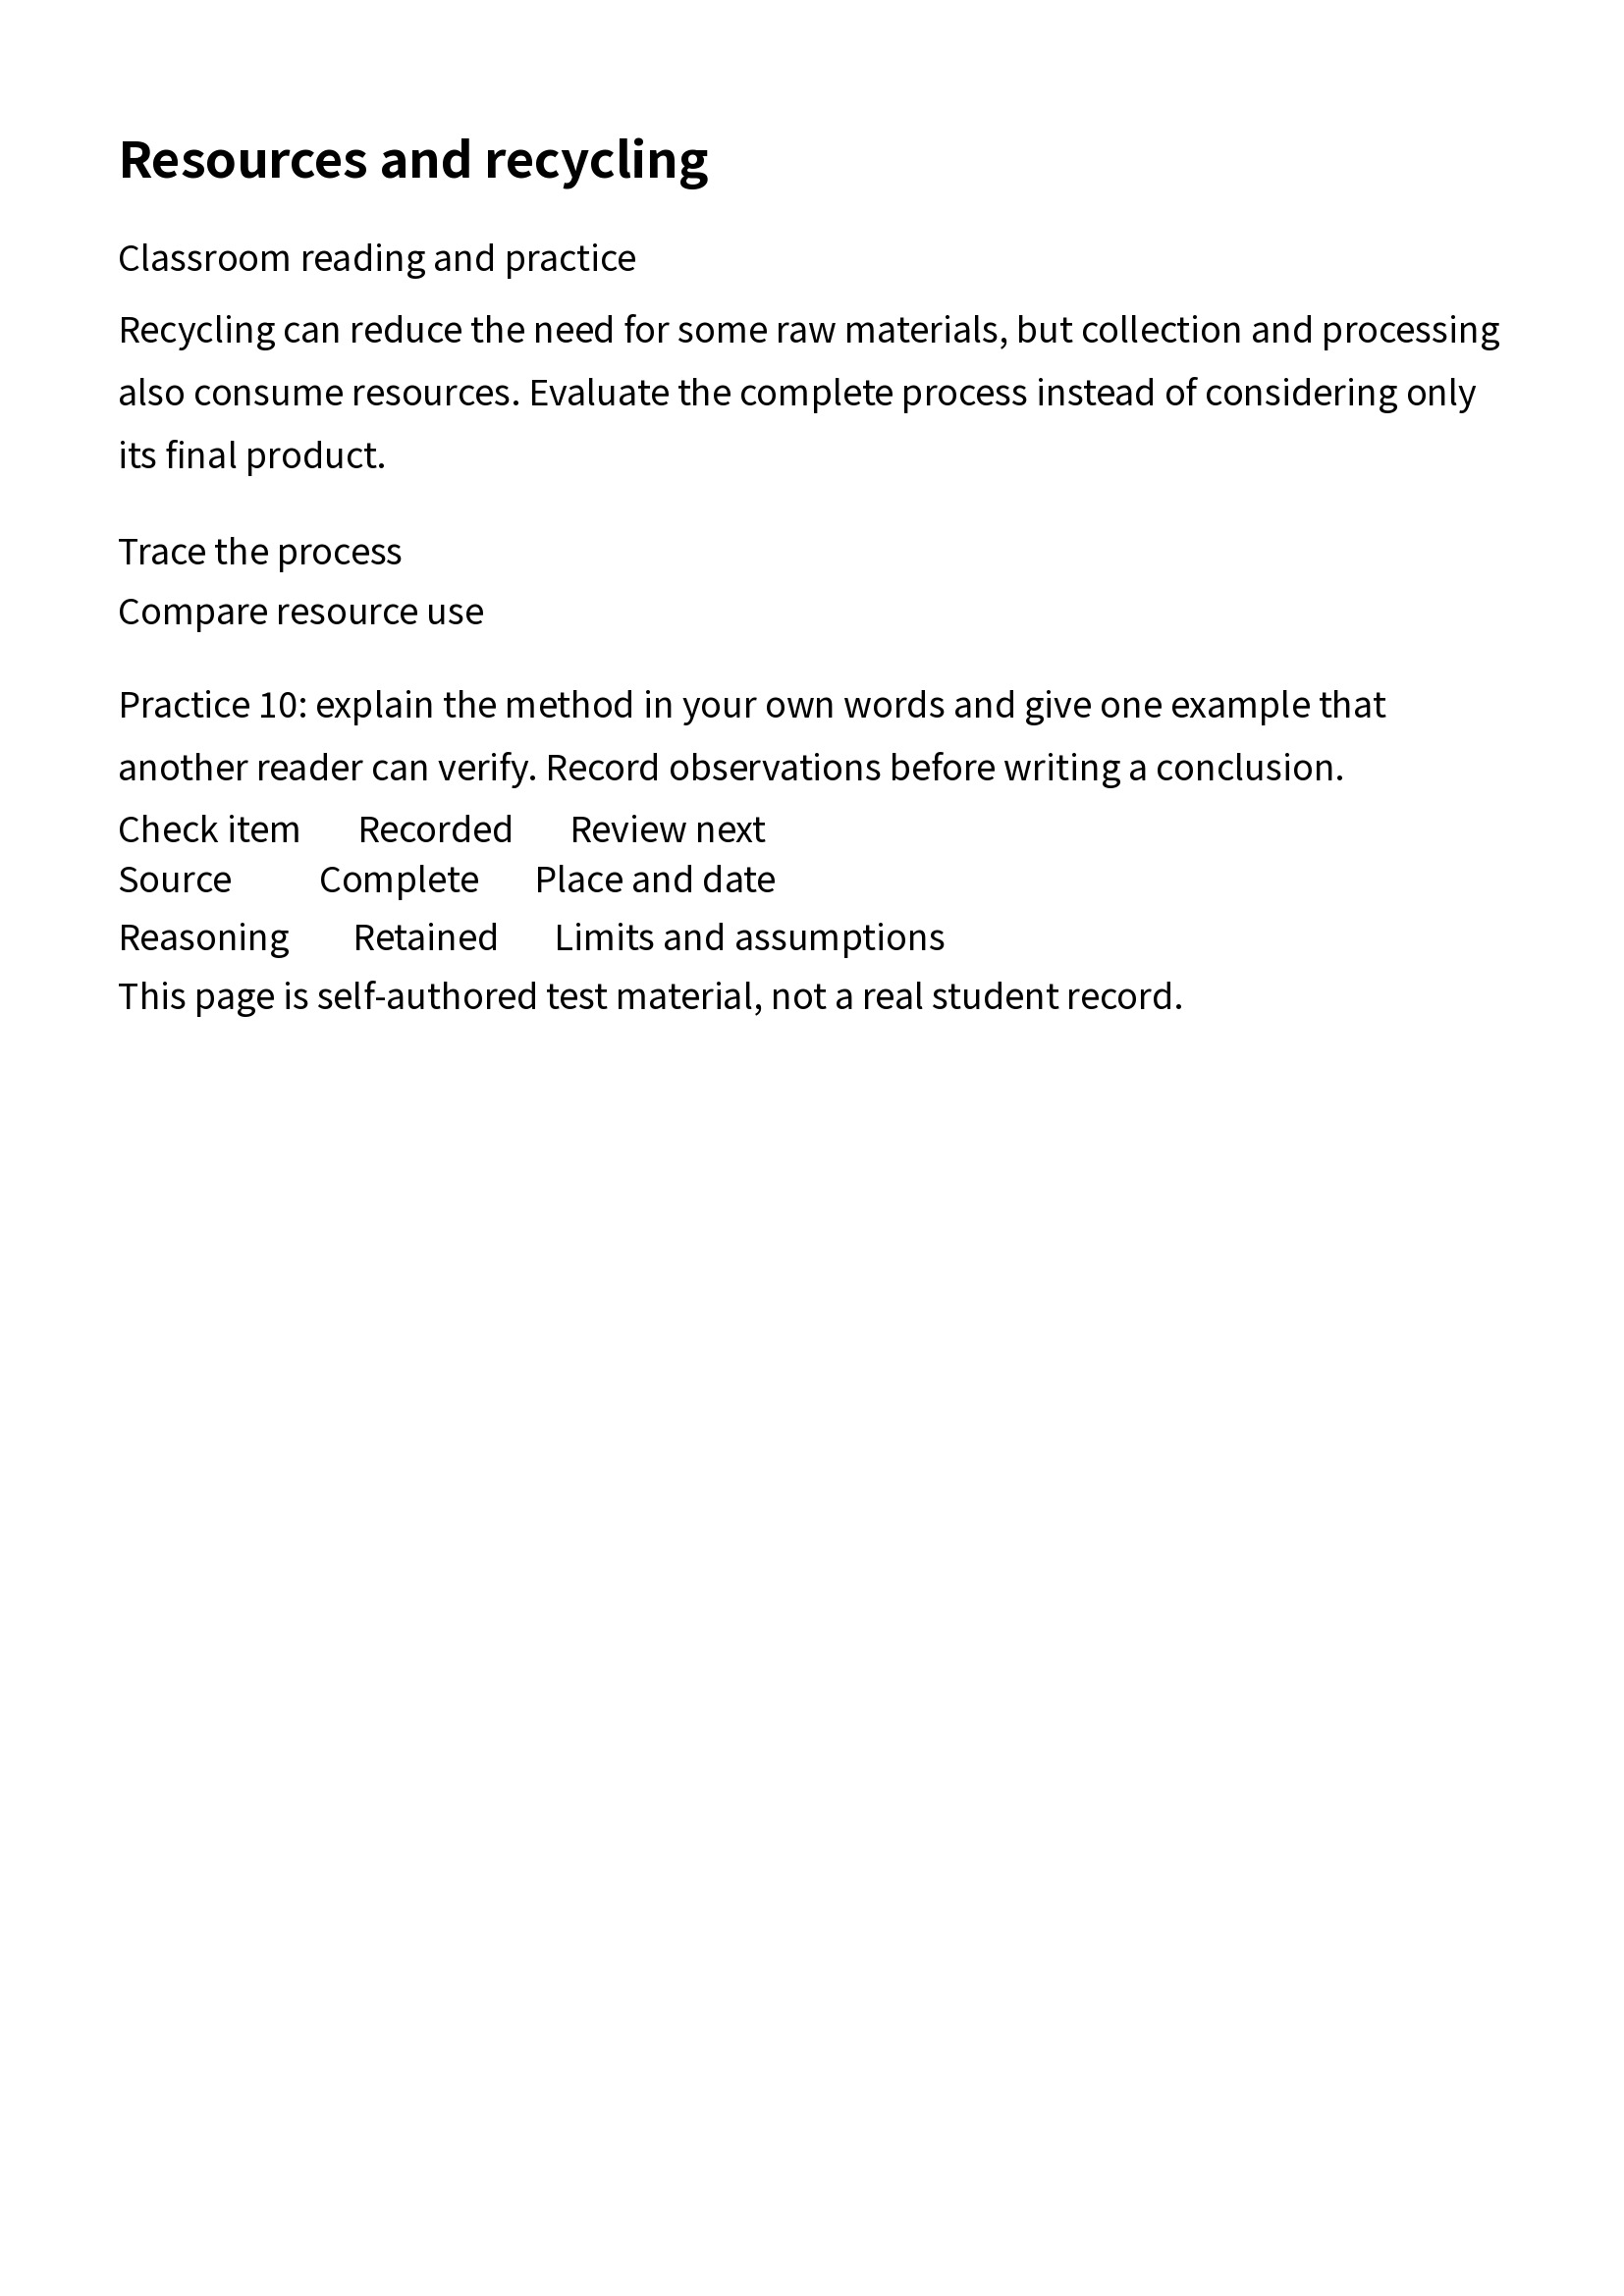 Resources and recycling
Classroom reading and practice
Recycling can reduce the need for some raw materials, but collection and processing
also consume resources. Evaluate the complete process instead of considering only
its final product.
Trace the process
Compare resource use
Practice 10: explain the method in your own words and give one example that
another reader can verify. Record observations before writing a conclusion.
Check item Recorded Review next
Source Complete Place and date
Reasoning Retained Limits and assumptions
This page is self-authored test material, not a real student record.